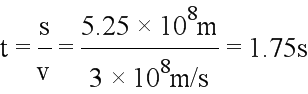 t = s/v = 5.25 × 10⁸m / 3 × 10⁸m/s = 1.75s